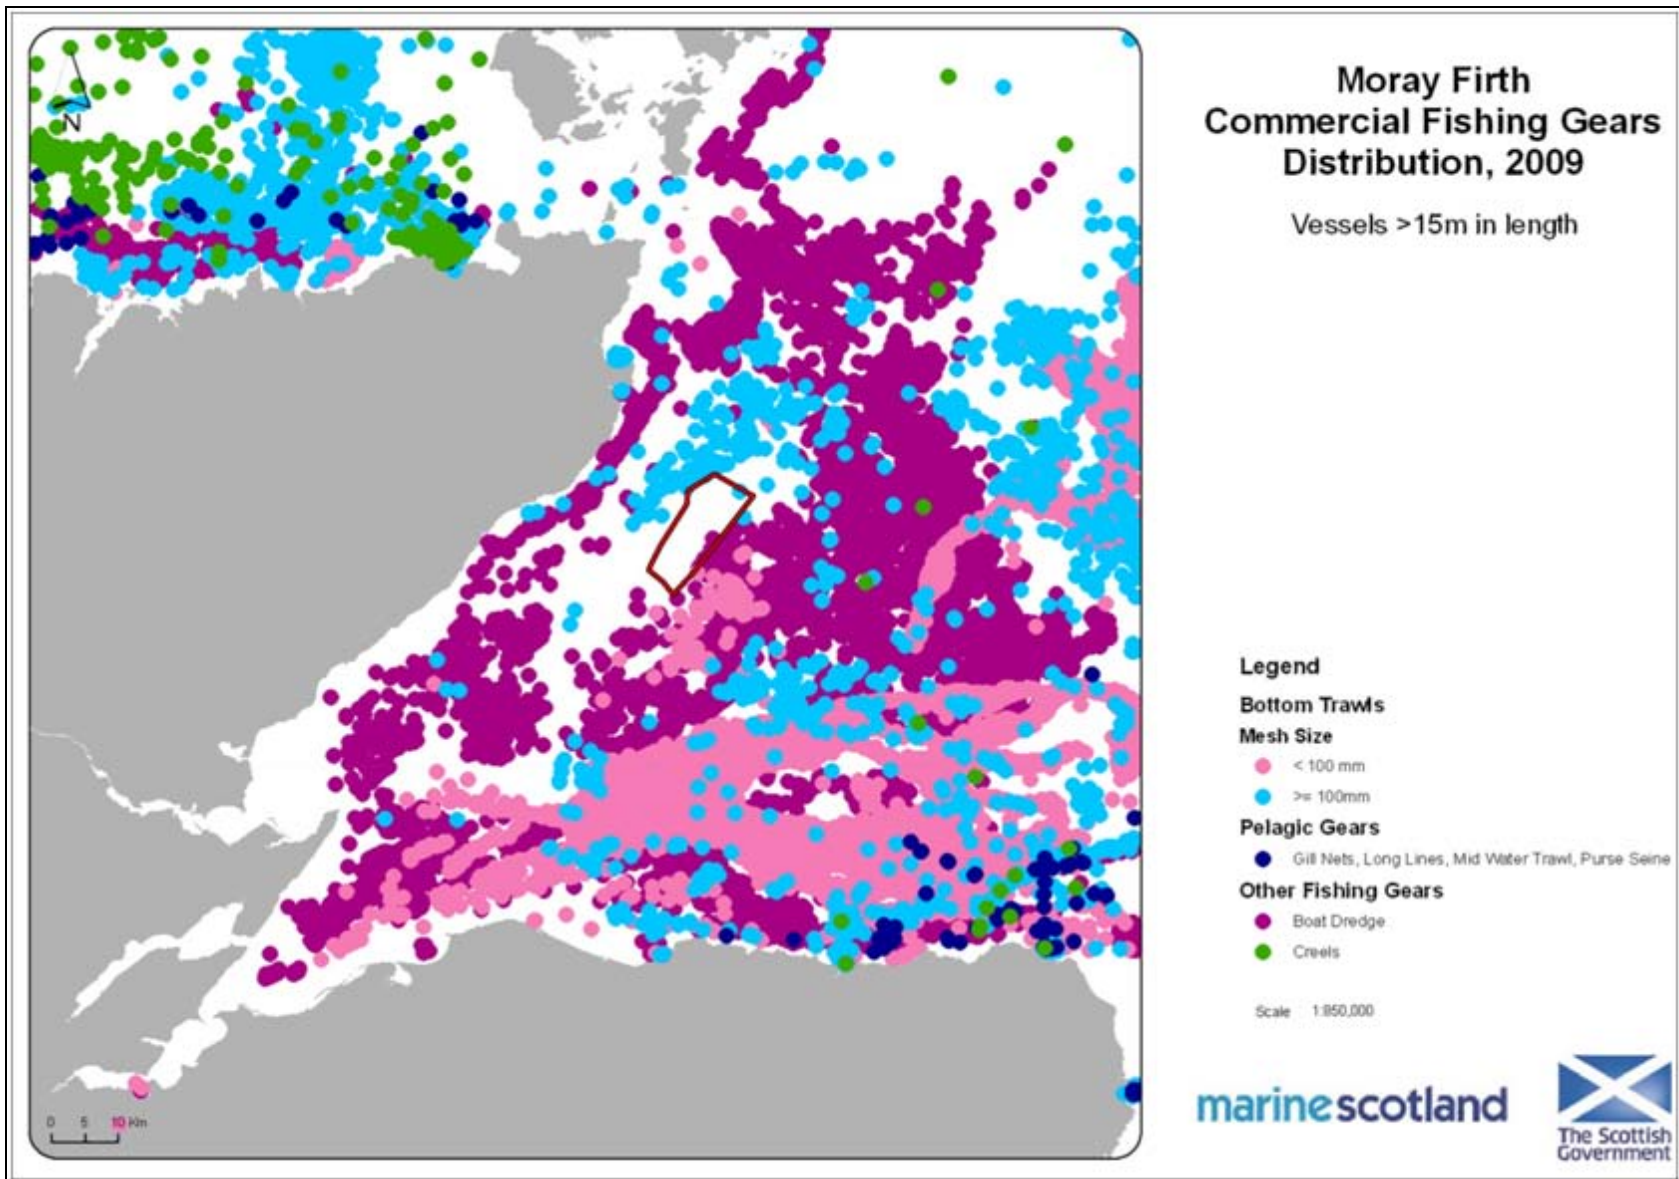 Moray Firth
Commercial Fishing Gears
Distribution, 2009
Vessels >15m in length
N
Legend
Bottom Trawls
Mesh Size
< 100 mm
>= 100mm
Pelagic Gears
Gill Nets, Long Lines, Mid Water Trawl, Purse Seine
Other Fishing Gears
Boat Dredge
Creels
Scale 1:850,000
0 5 10 Km
marinescotland
The Scottish
Government